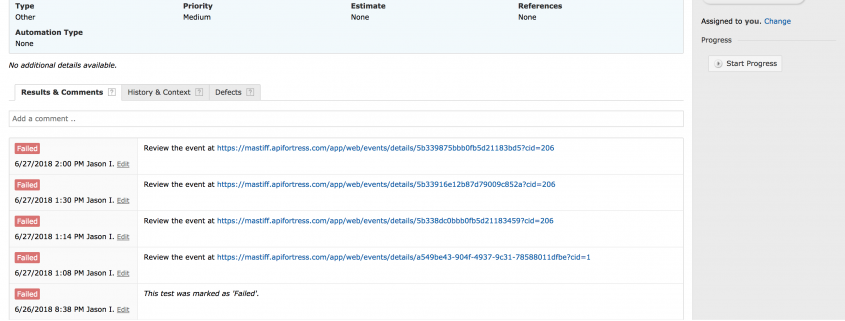 Type Priority Estimate References
Other Medium None None
Automation Type
None
No additional details available.
Results & Comments ? History & Context ? Defects ?
Add a comment ..
Failed Review the event at https://mastiff.apifortress.com/app/web/events/details/5b339875bbb0fb5d21183bd5?cid=206
6/27/2018 2:00 PM Jason I. Edit
Failed Review the event at https://mastiff.apifortress.com/app/web/events/details/5b33916e12b87d79009c852a?cid=206
6/27/2018 1:30 PM Jason I. Edit
Failed Review the event at https://mastiff.apifortress.com/app/web/events/details/5b338dc0bbb0fb5d21183459?cid=206
6/27/2018 1:14 PM Jason I. Edit
Failed Review the event at https://mastiff.apifortress.com/app/web/events/details/a549be43-904f-4937-9c31-78588011dfbe?cid=1
6/27/2018 1:08 PM Jason I. Edit
Failed This test was marked as 'Failed'.
6/26/2018 8:38 PM Jason I. Edit
Assigned to you. Change
Progress
Start Progress